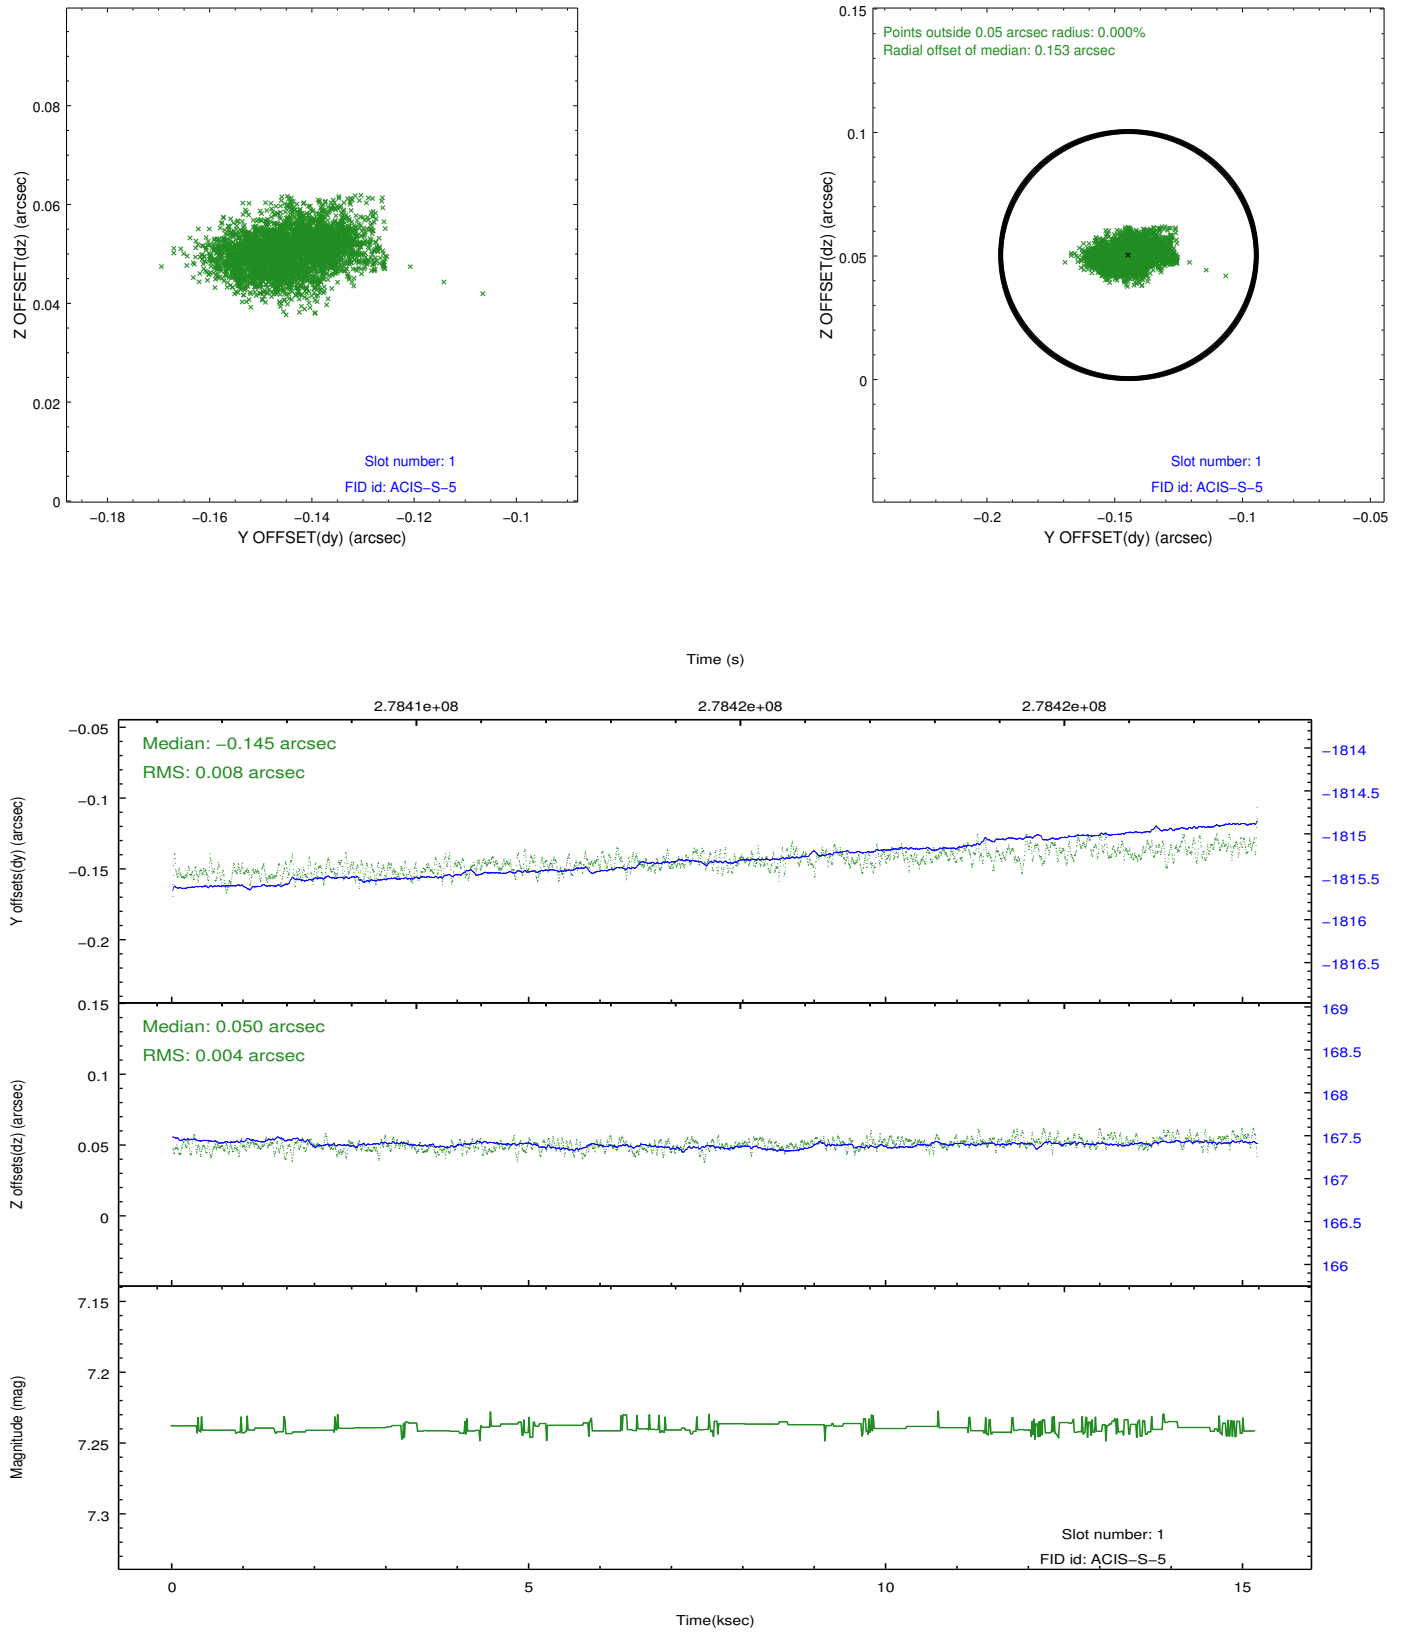 0.08
0.06
0.04
0.02
0
Z OFFSET(dz) (arcsec)
Slot number: 1
FID id: ACIS−S−5
−0.18
−0.16
−0.14
−0.12
−0.1
Y OFFSET(dy) (arcsec)
0.15
0.1
0.05
0
Z OFFSET(dz) (arcsec)
Points outside 0.05 arcsec radius: 0.000%
Radial offset of median: 0.153 arcsec
Slot number: 1
FID id: ACIS−S−5
−0.2
−0.15
−0.1
−0.05
Y OFFSET(dy) (arcsec)
Time (s)
2.7841e+08
2.7842e+08
2.7842e+08
−0.05
−0.1
−0.15
−0.2
Y offsets(dy) (arcsec)
Median: −0.145 arcsec
RMS: 0.008 arcsec
−1814
−1814.5
−1815
−1815.5
−1816
−1816.5
0.15
0.1
0.05
0
Z offsets(dz) (arcsec)
Median: 0.050 arcsec
RMS: 0.004 arcsec
169
168.5
168
167.5
167
166.5
166
7.15
7.2
7.25
7.3
Magnitude (mag)
Slot number: 1
FID id: ACIS−S−5
0
5
10
15
Time(ksec)